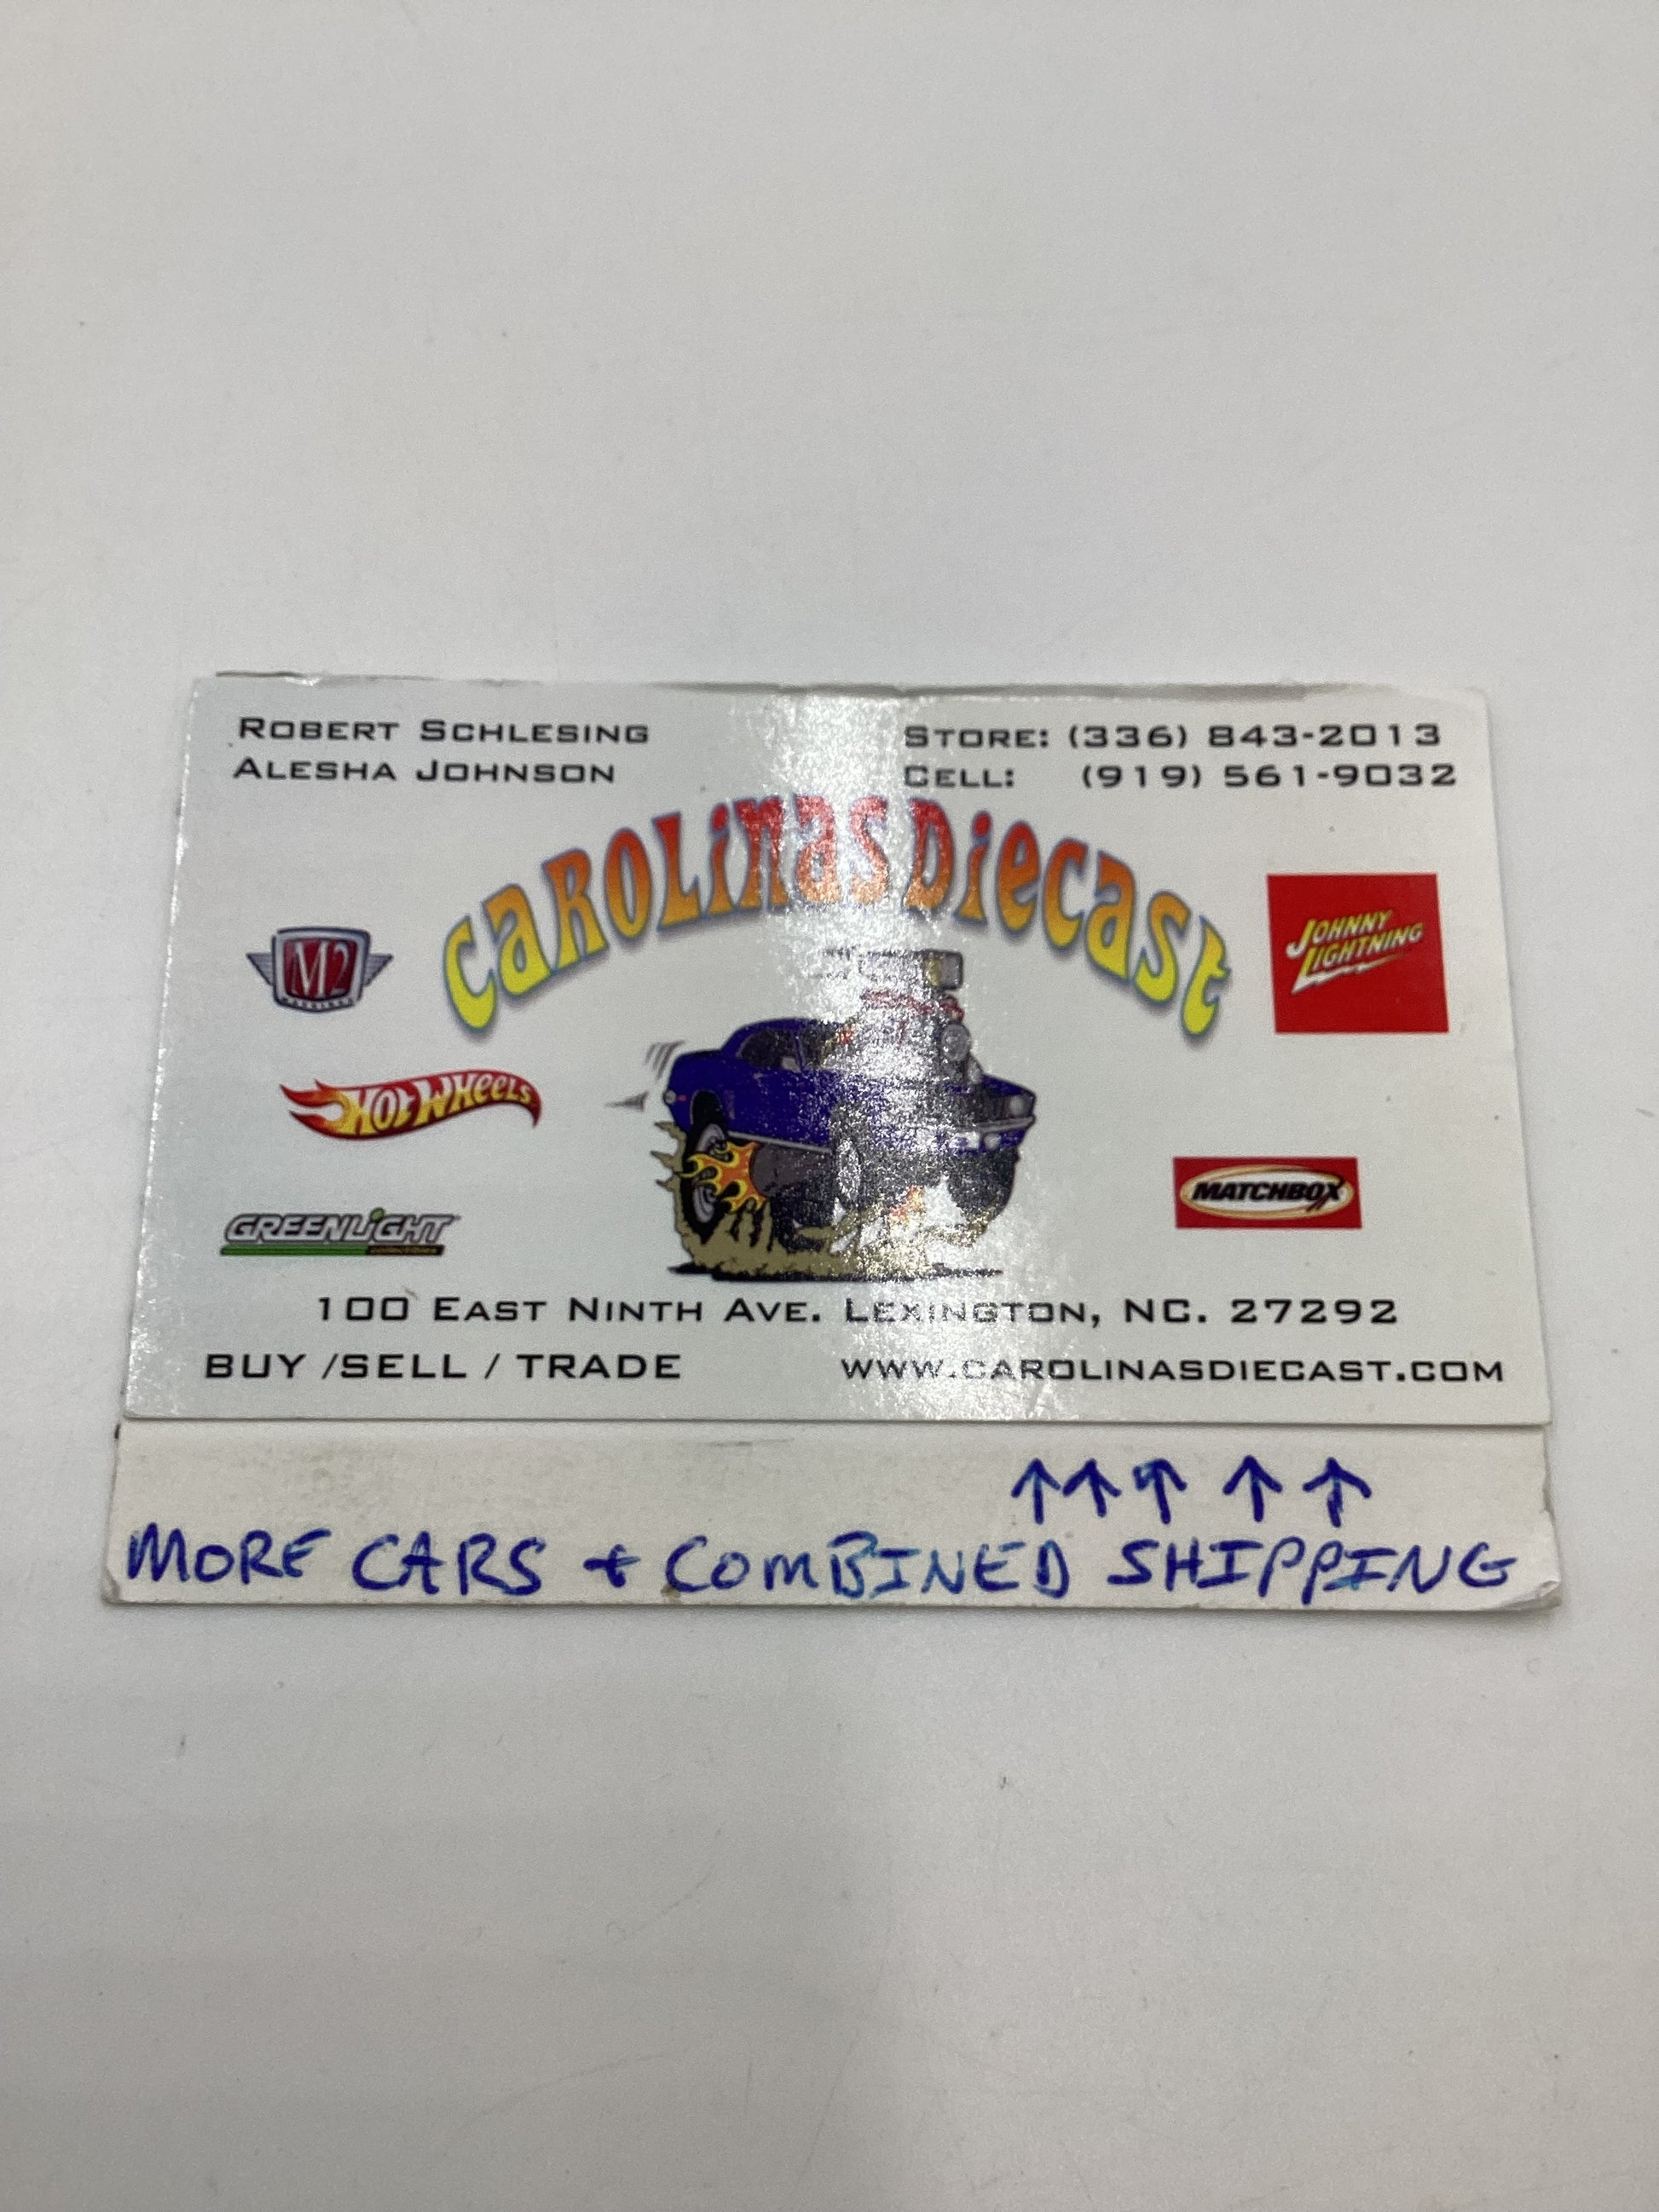 ROBERT SCHLESING
ALESHA JOHNSON
STORE: (336) 843-2013
CELL: (919) 561-9032
CAROLINAS DIECAST
M2
JOHNNY
LIGHTNING
HOT WHEELS
MATCHBOX
GREENLIGHT
100 EAST NINTH AVE. LEXINGTON, NC. 27292
BUY /SELL / TRADE
WWW.CAROLINASDIECAST.COM
↑ ↑ ↑ ↑ ↑
MORE CARS + COMBINED SHIPPING